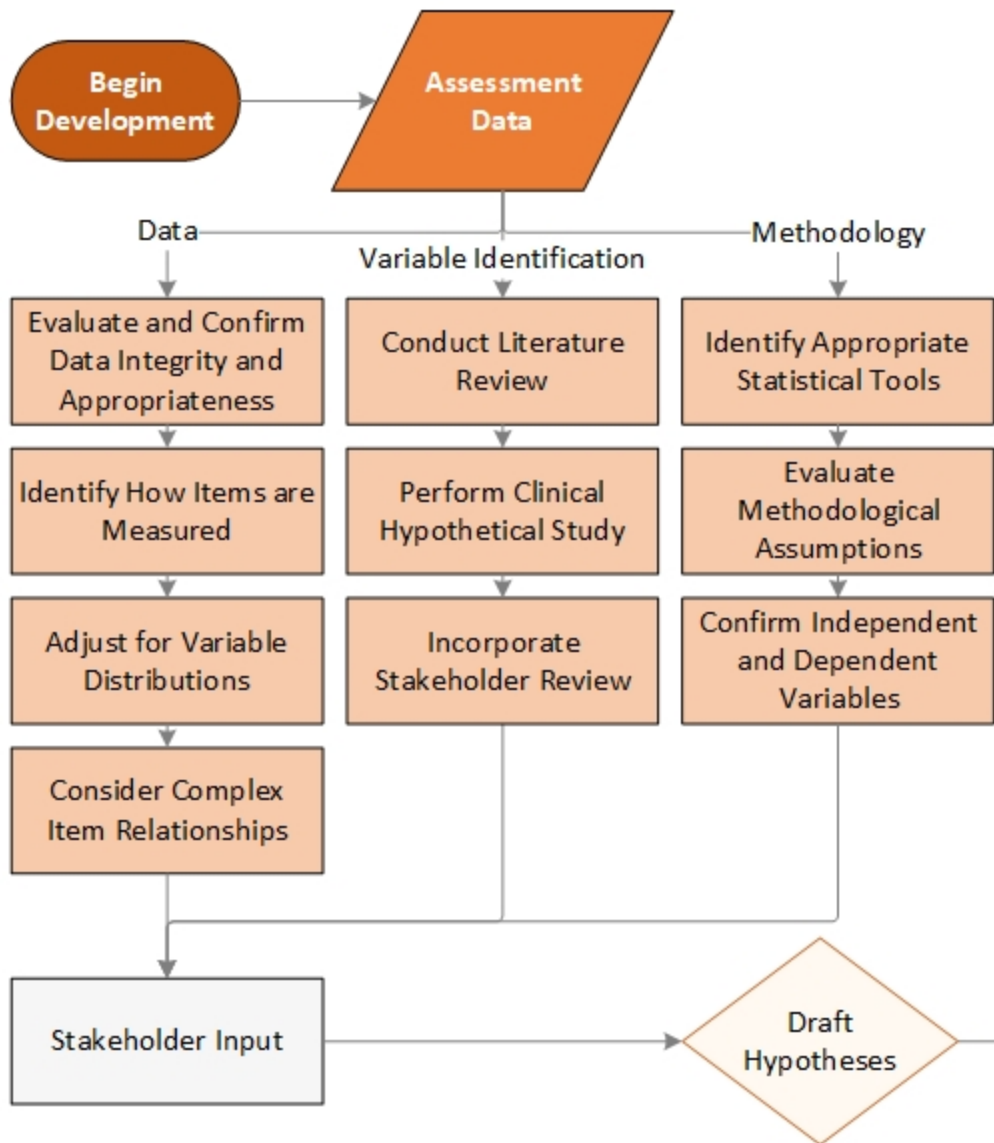 Begin
Development
Assessment
Data
Data
Variable Identification
Methodology
Evaluate and Confirm
Data Integrity and
Appropriateness
Conduct Literature
Review
Identify Appropriate
Statistical Tools
Identify How Items are
Measured
Perform Clinical
Hypothetical Study
Evaluate
Methodological
Assumptions
Adjust for Variable
Distributions
Incorporate
Stakeholder Review
Confirm Independent
and Dependent
Variables
Consider Complex
Item Relationships
Stakeholder Input
Draft
Hypotheses